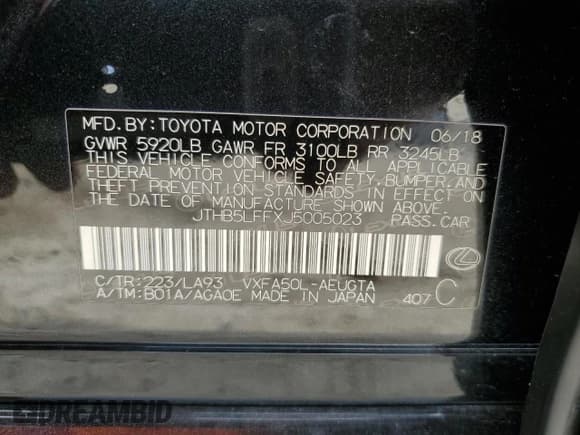 MFD.BY:TOYOTA MOTOR CORPORATION 06/18
GVWR 5920LB GAWR FR 3100LB RR 3245LB
THIS VEHICLE CONFORMS TO ALL APPLICABLE
FEDERAL MOTOR VEHICLE SAFETY,BUMPER,AND
THEFT PREVENTION STANDARDS IN EFFECT ON
THE DATE OF MANUFACTURE SHOWN ABOVE.
JTHB5LFFXJ5005023 PASS.CAR
C/TR:223/LA93 VXFA50L-AEUGTA
A/TM:B01A/AGA0E MADE IN JAPAN 407 C
DREAMBID